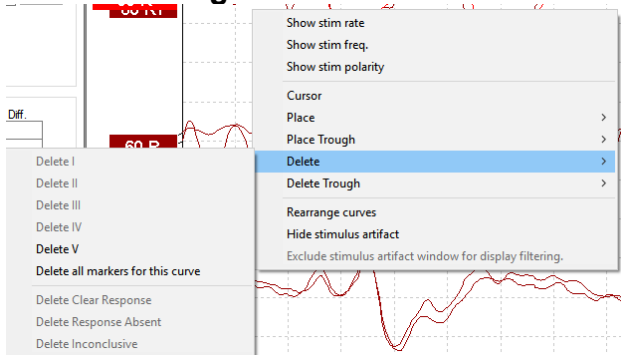 80 R1
Show stim rate
Show stim freq.
Show stim polarity
Cursor
Place
Place Trough
Delete
Delete Trough
Rearrange curves
Hide stimulus artifact
Exclude stimulus artifact window for display filtering.
Diff.
Delete I
Delete II
Delete III
Delete IV
Delete V
Delete all markers for this curve
Delete Clear Response
Delete Response Absent
Delete Inconclusive